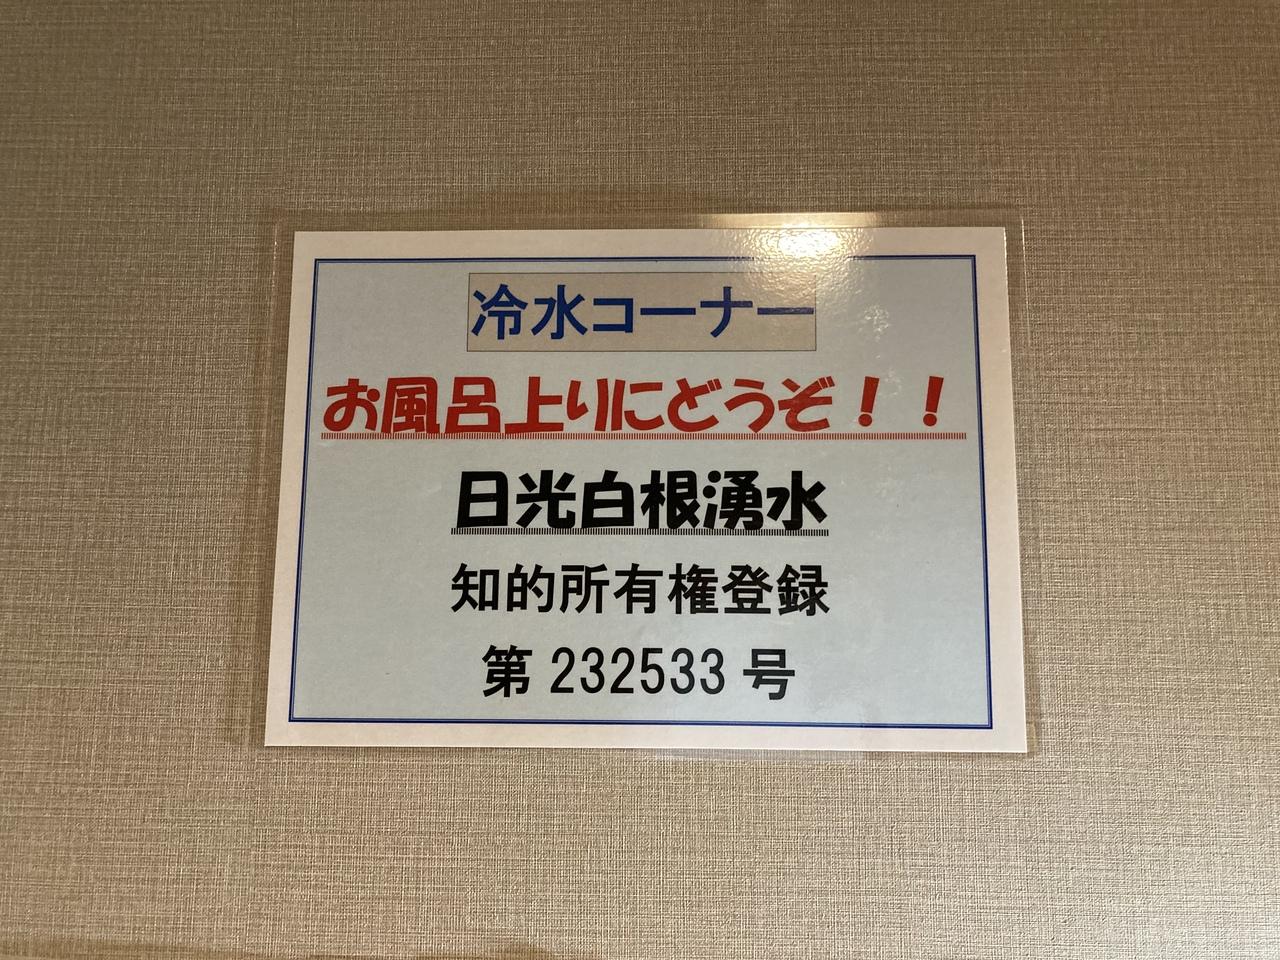 冷水コーナー
お風呂上りにどうぞ！！
日光白根湧水
知的所有権登録
第 232533 号